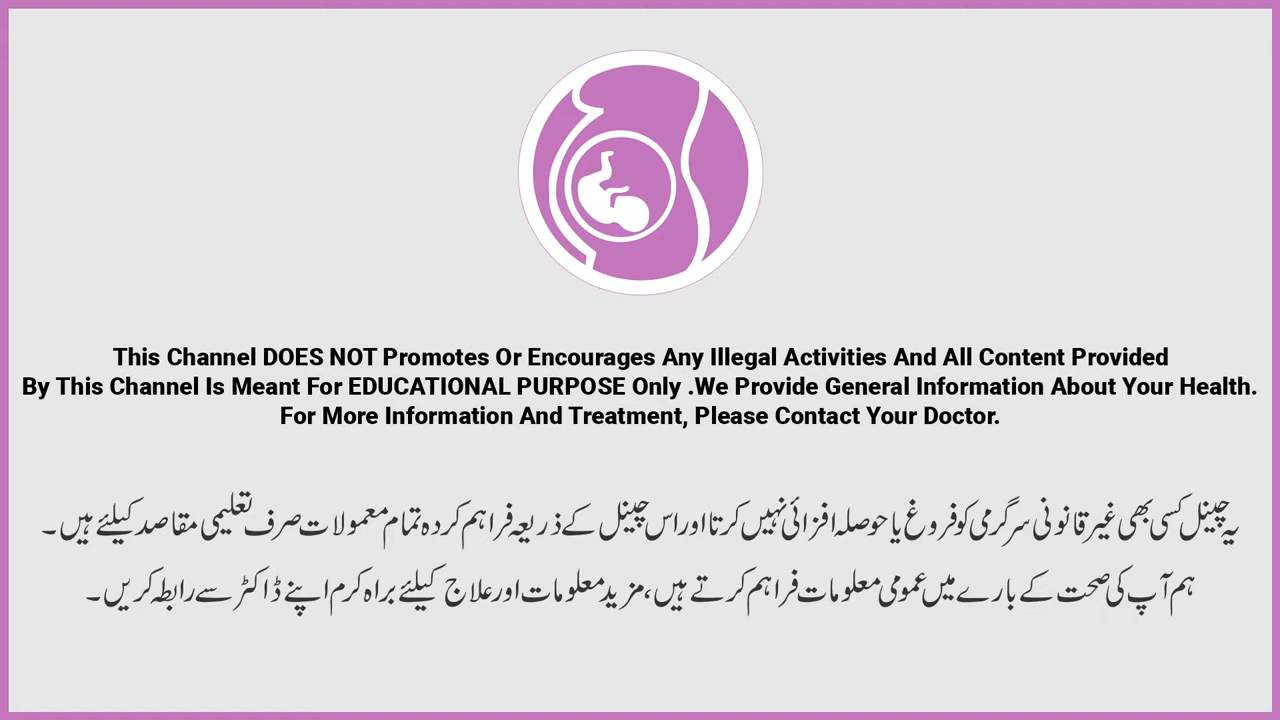 This Channel DOES NOT Promotes Or Encourages Any Illegal Activities And All Content Provided
By This Channel Is Meant For EDUCATIONAL PURPOSE Only .We Provide General Information About Your Health.
For More Information And Treatment, Please Contact Your Doctor.
یہ چینل کسی بھی غیر قانونی سرگرمی کو فروغ یا حوصلہ افزائی نہیں کرتا اور اس چینل کے ذریعہ فراہم کردہ تمام معمولات صرف تعلیمی مقاصد کیلئے ہیں۔
ہم آپ کی صحت کے بارے میں عمومی معلومات فراہم کرتے ہیں، مزید معلومات اور علاج کیلئے براہ کرم اپنے ڈاکٹر سے رابطہ کریں۔